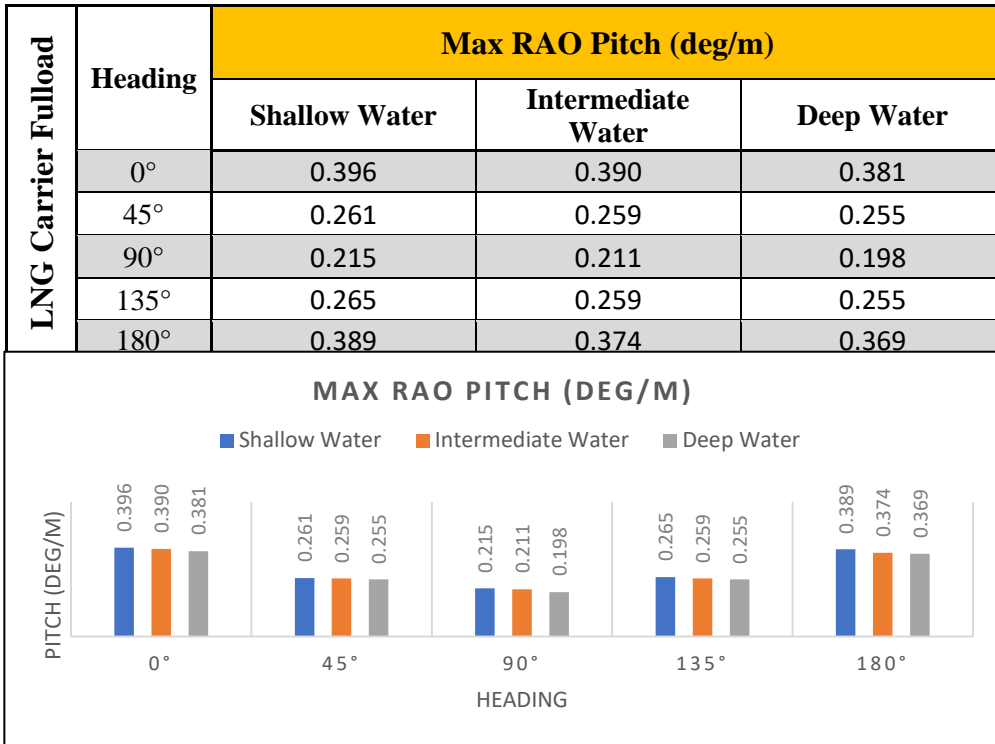 LNG Carrier Fulload
Heading
Max RAO Pitch (deg/m)
Shallow Water
Intermediate
Water
Deep Water
0° 0.396 0.390 0.381
45° 0.261 0.259 0.255
90° 0.215 0.211 0.198
135° 0.265 0.259 0.255
180° 0.389 0.374 0.369
MAX RAO PITCH (DEG/M)
Shallow Water Intermediate Water Deep Water
PITCH (DEG/M)
0.396 0.390 0.381 0.261 0.259 0.255 0.215 0.211 0.198 0.265 0.259 0.255 0.389 0.374 0.369
0° 45° 90° 135° 180°
HEADING